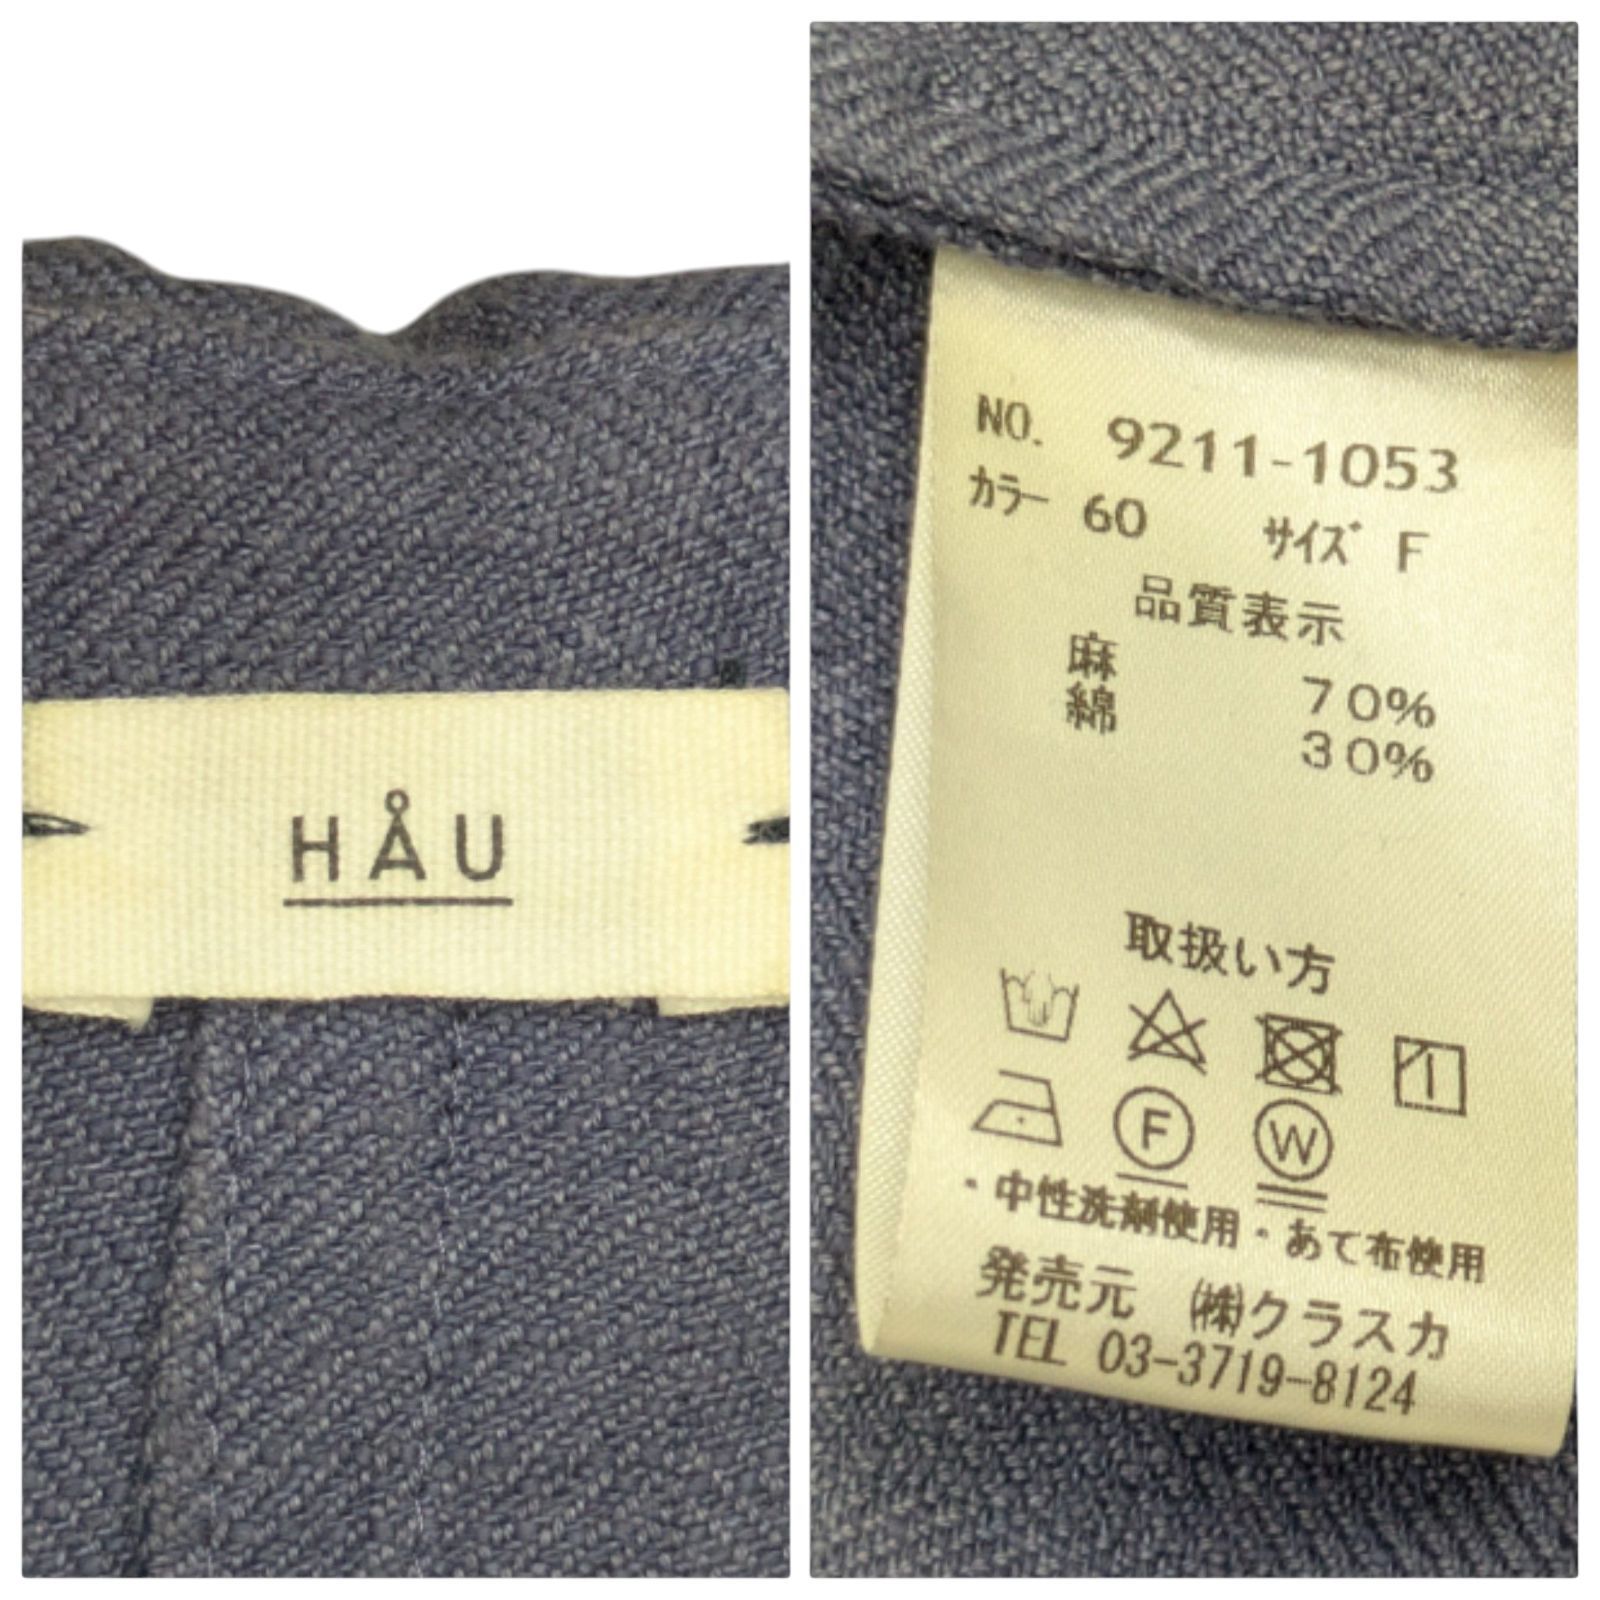 HÅU
NO. 9211-1053
カラー 60 サイズ F
品質表示
麻 70%
綿 30%
取扱い方
F W
・中性洗剤使用・あて布使用
発売元 ㈱クラスカ
TEL 03-3719-8124